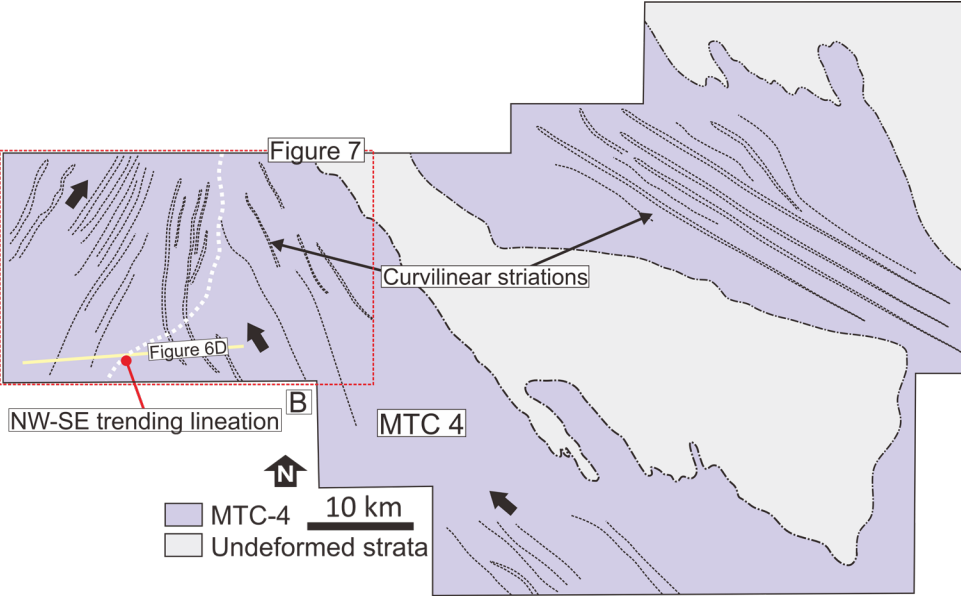 Figure 7
Curvilinear striations
Figure 6D
B
NW-SE trending lineation
MTC 4
N
10 km
MTC-4
Undeformed strata